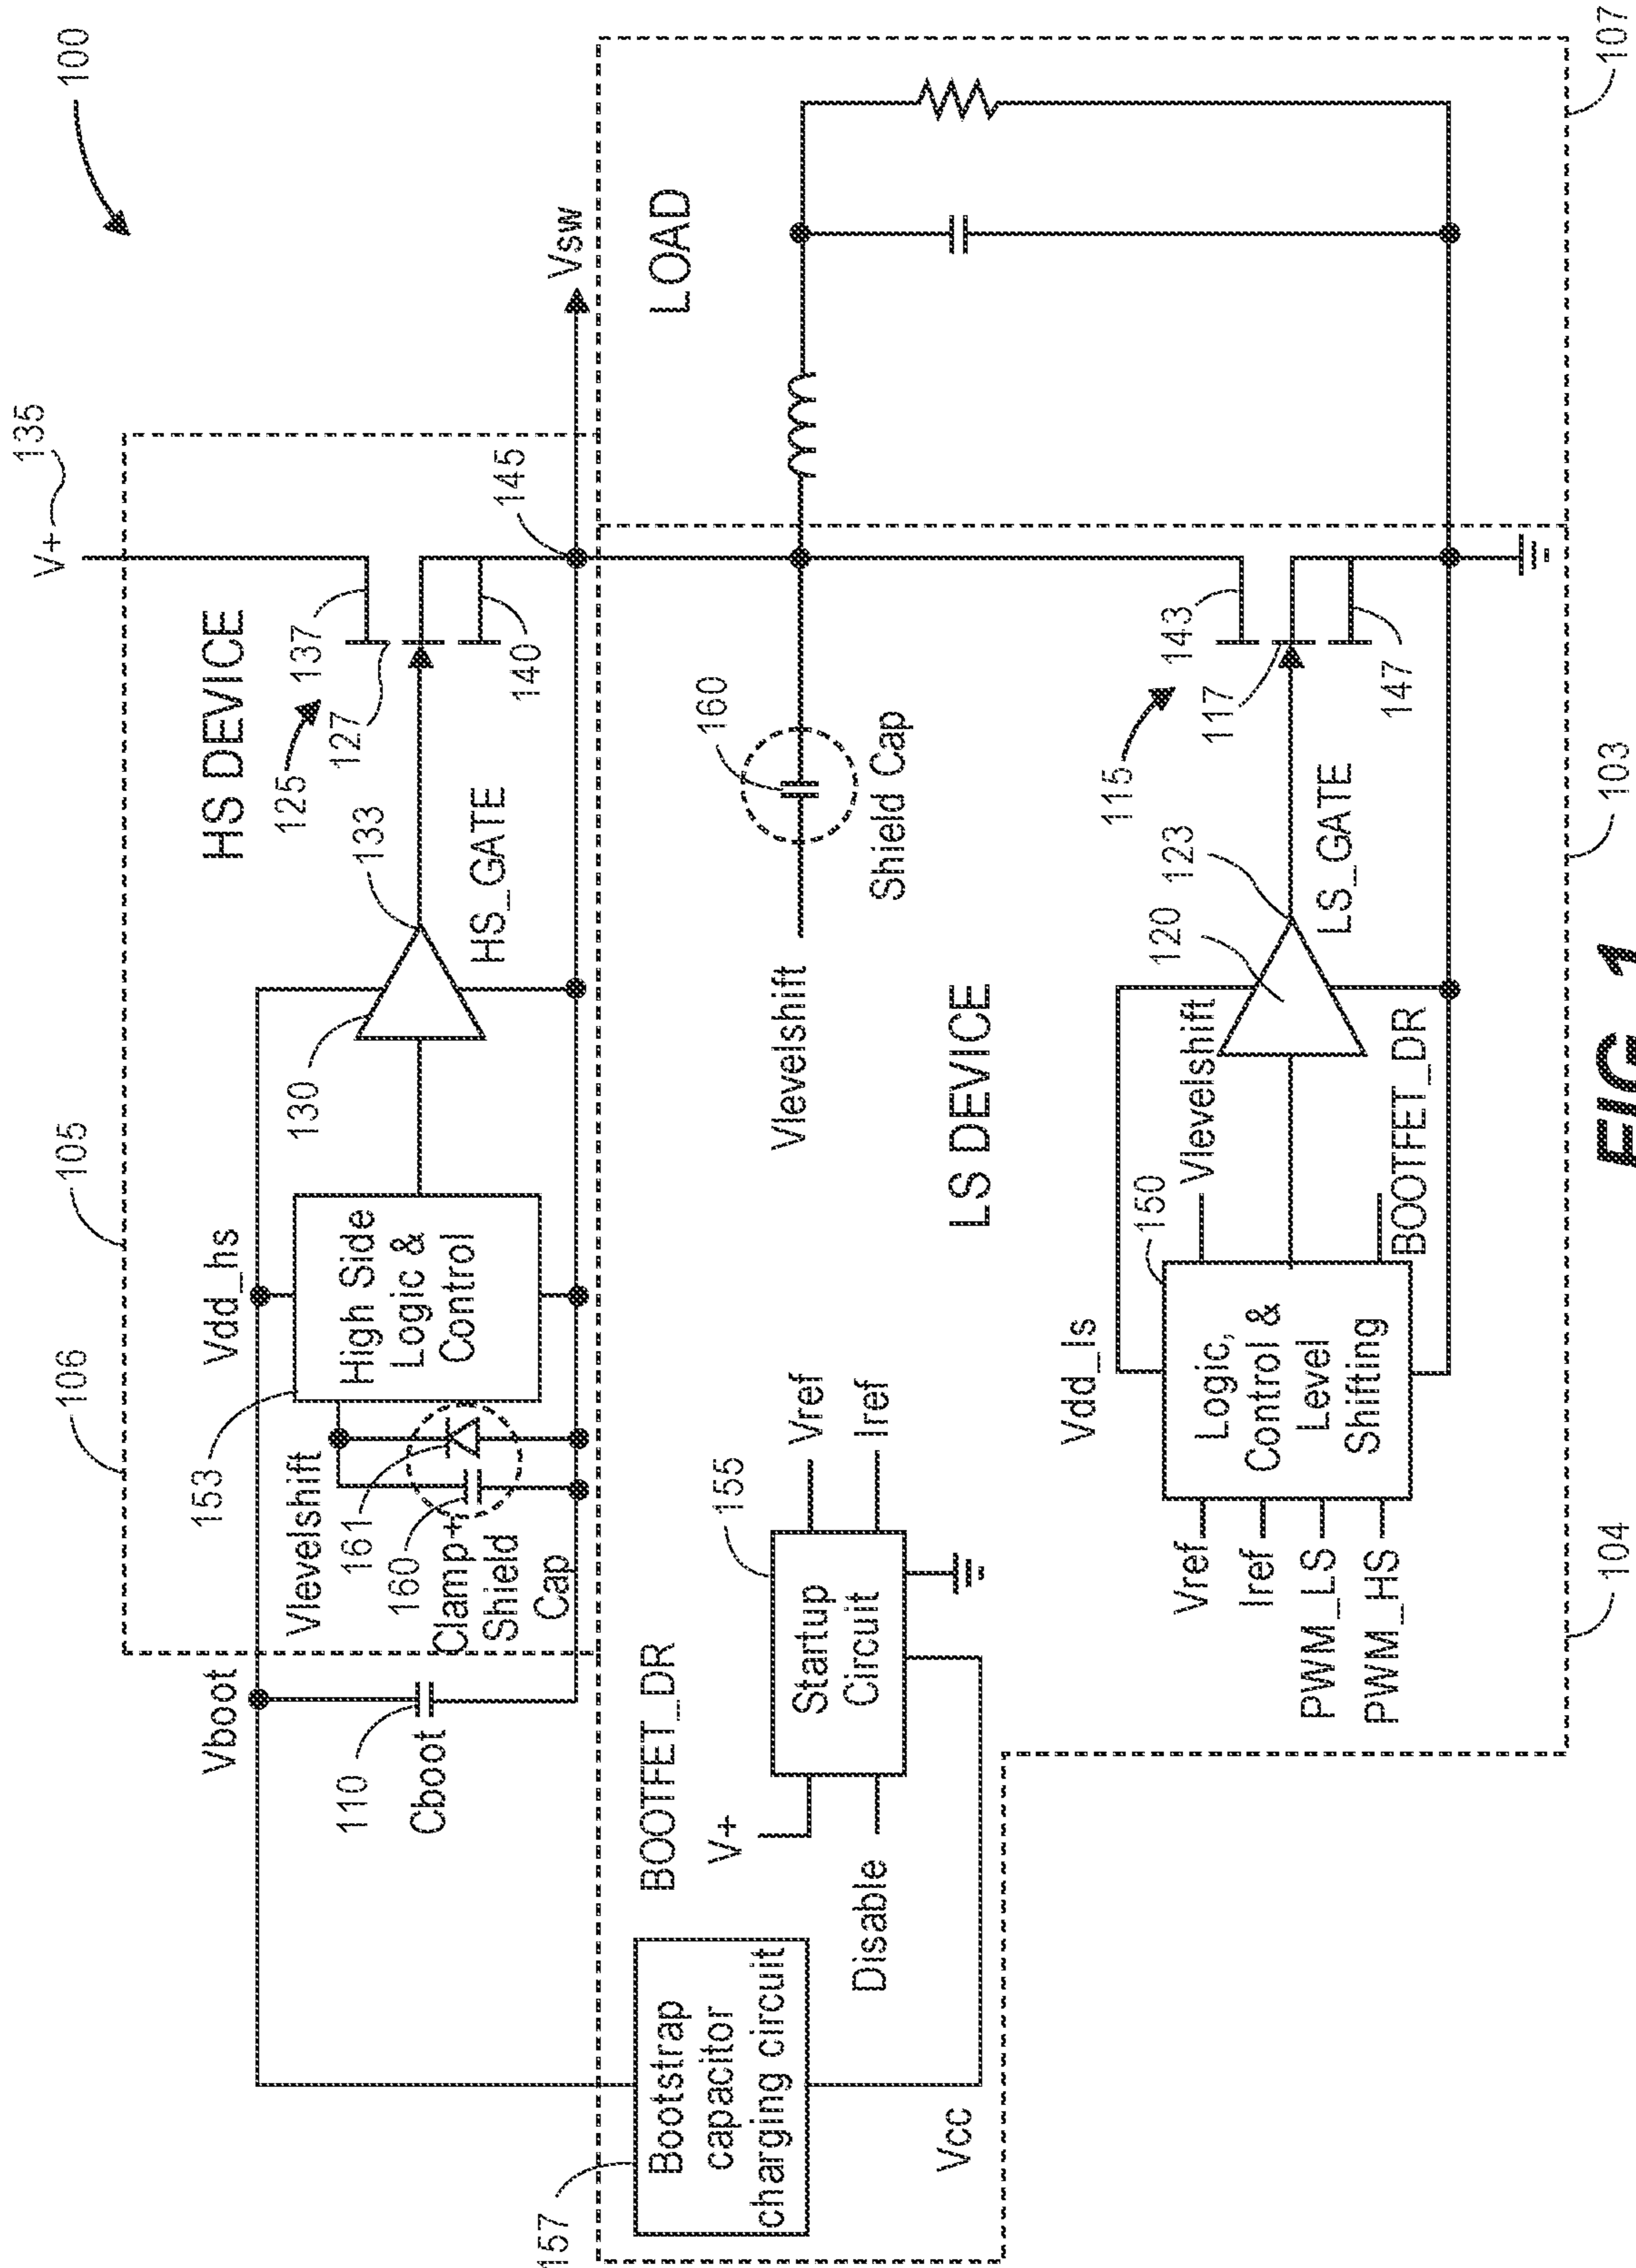 100
V+
135
105
106
HS DEVICE
125
137
127
140
145
Vsw
133
130
HS_GATE
Vdd_hs
High Side
Logic &
Control
153
Vlevelshift
161
160
Clamp+
Shield
Cap
Vboot
110
Cboot
LOAD
107
160
Shield Cap
Vlevelshift
LS DEVICE
BOOTFET_DR
Bootstrap
capacitor
charging circuit
157
Vcc
V+
Disable
Startup
Circuit
155
Vref
Iref
115
143
117
147
120
123
LS_GATE
Vdd_ls
150
Vlevelshift
BOOTFET_DR
Logic,
Control &
Level
Shifting
Vref
Iref
PWM_LS
PWM_HS
104
103
FIG. 1